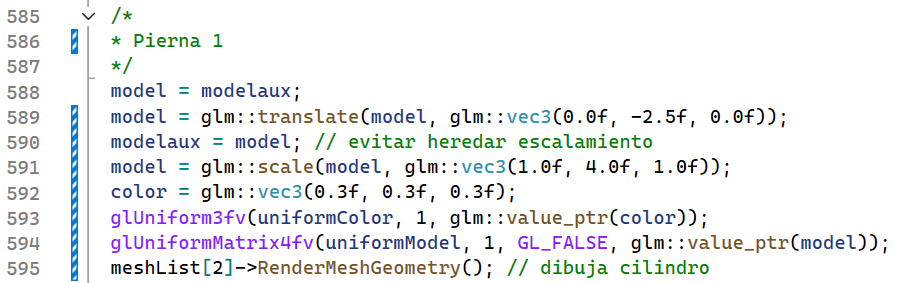 585 /*
586 * Pierna 1
587 */
588 model = modelaux;
589 model = glm::translate(model, glm::vec3(0.0f, -2.5f, 0.0f));
590 modelaux = model; // evitar heredar escalamiento
591 model = glm::scale(model, glm::vec3(1.0f, 4.0f, 1.0f));
592 color = glm::vec3(0.3f, 0.3f, 0.3f);
593 glUniform3fv(uniformColor, 1, glm::value_ptr(color));
594 glUniformMatrix4fv(uniformModel, 1, GL_FALSE, glm::value_ptr(model));
595 meshList[2]->RenderMeshGeometry(); // dibuja cilindro